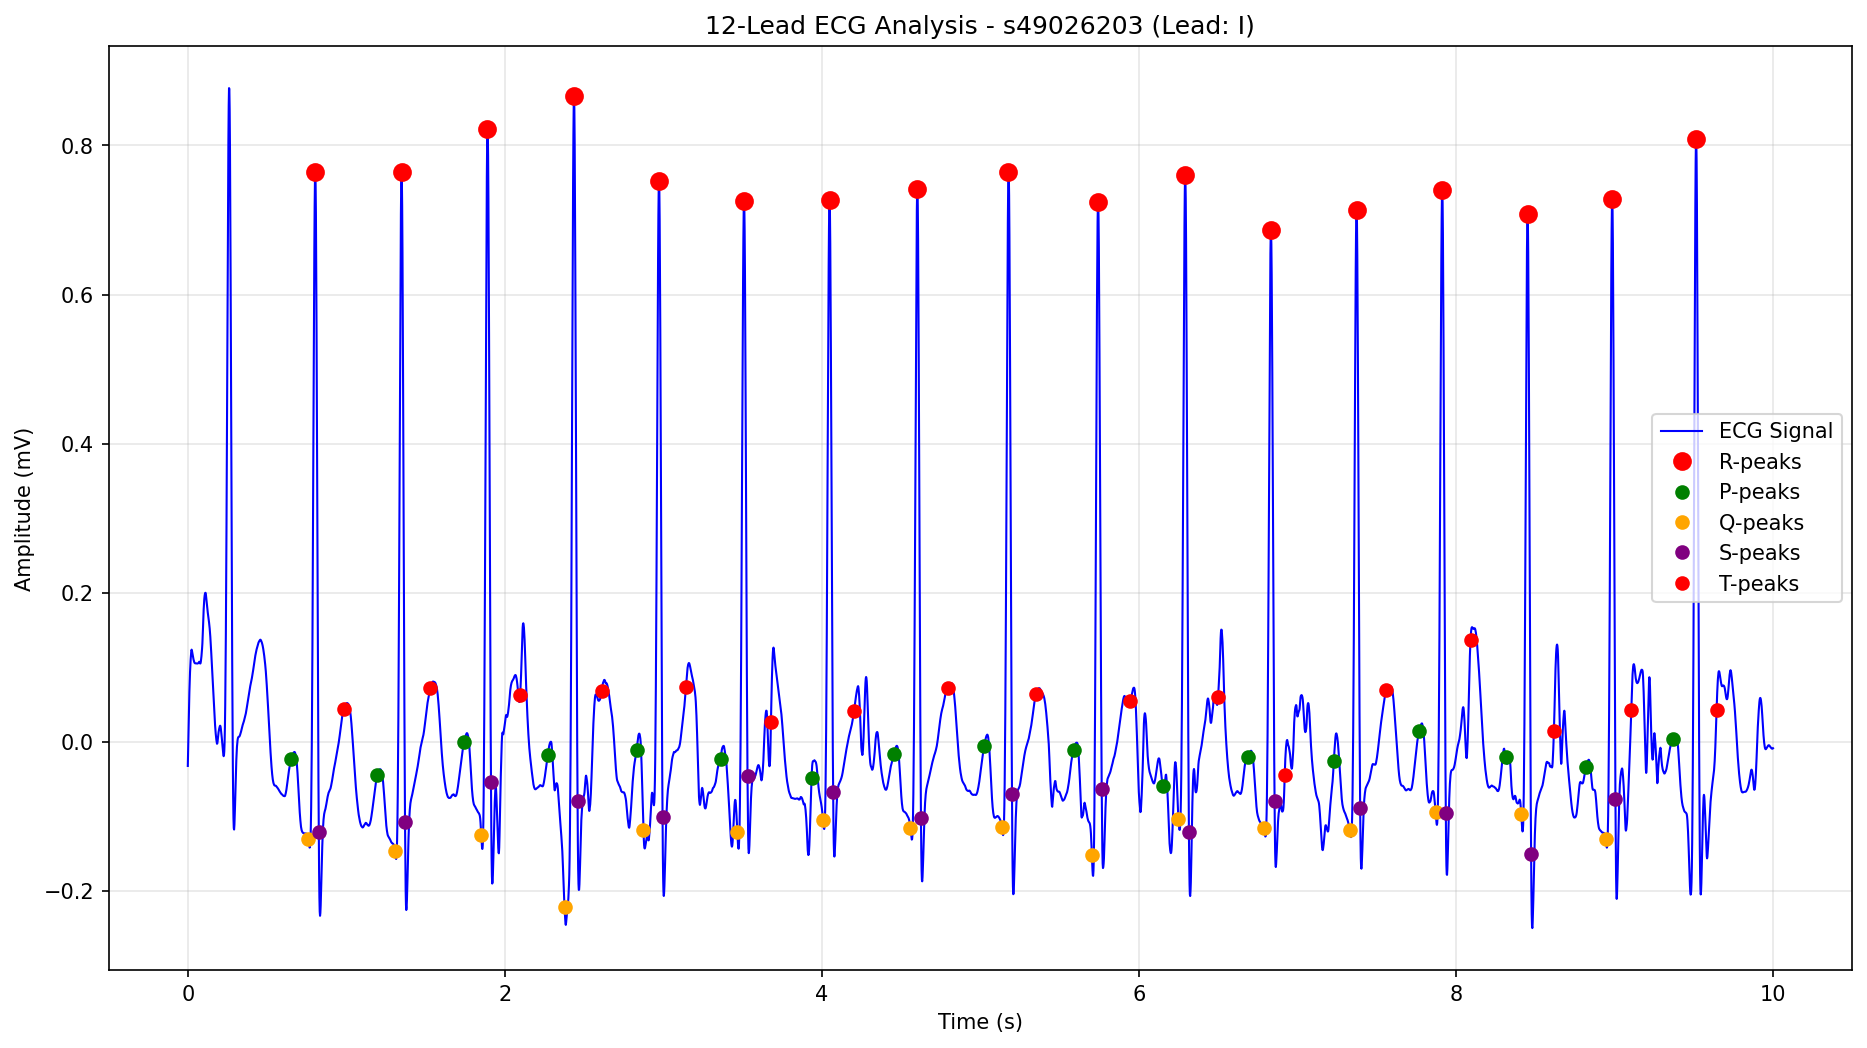 12-Lead ECG Analysis - s49026203 (Lead: I)
Amplitude (mV)
0.8
0.6
0.4
0.2
0.0
−0.2
ECG Signal
R-peaks
P-peaks
Q-peaks
S-peaks
T-peaks
0 2 4 6 8 10
Time (s)